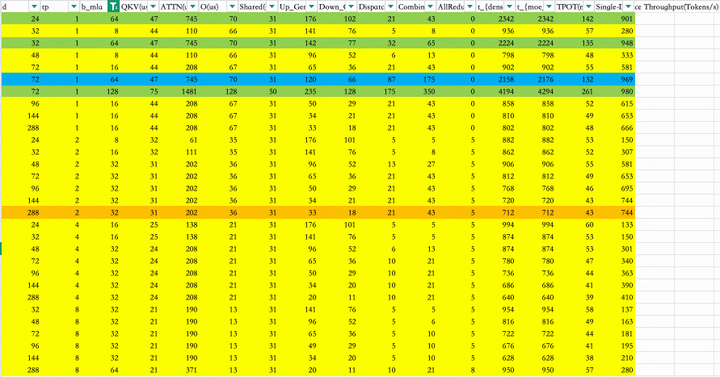 d tp b_mla QKV(u ATTN( O(us) Shared( Up_Ga Down_ Dispatc Combin AllRedu t_{dens t_{moe_ TPOT(r Single-I ce Throughput(Tokens/s)
24 1 64 47 745 70 31 176 102 21 43 0 2342 2342 142 901
32 1 8 44 110 66 31 141 76 5 8 0 936 936 57 280
32 1 64 47 745 70 31 142 77 32 65 0 2224 2224 135 948
48 1 8 44 110 66 31 96 52 6 13 0 798 798 48 333
72 1 16 44 208 67 31 65 36 21 43 0 902 902 55 581
72 1 64 47 745 70 31 120 66 87 175 0 2158 2176 132 969
72 1 128 75 1481 128 50 235 128 175 350 0 4194 4294 261 980
96 1 16 44 208 67 31 50 29 21 43 0 858 858 52 615
144 1 16 44 208 67 31 34 21 21 43 0 810 810 49 653
288 1 16 44 208 67 31 33 18 21 43 0 802 802 48 666
24 2 8 32 61 35 31 176 101 5 5 5 882 882 53 150
32 2 16 32 111 35 31 141 76 5 8 5 862 862 52 307
48 2 32 31 202 36 31 96 52 13 27 5 906 906 55 581
72 2 32 31 202 36 31 65 36 21 43 5 812 812 49 653
96 2 32 31 202 36 31 50 29 21 43 5 768 768 46 695
144 2 32 31 202 36 31 34 21 21 43 5 720 720 43 744
288 2 32 31 202 36 31 33 18 21 43 5 712 712 43 744
24 4 16 25 138 21 31 176 101 5 5 5 994 994 60 133
32 4 16 25 138 21 31 141 76 5 5 5 874 874 53 150
48 4 32 24 208 21 31 96 52 6 13 5 874 874 53 301
72 4 32 24 208 21 31 65 36 10 21 5 780 780 47 340
96 4 32 24 208 21 31 50 29 10 21 5 736 736 44 363
144 4 32 24 208 21 31 34 20 10 21 5 686 686 41 390
288 4 32 24 208 21 31 20 11 10 21 5 640 640 39 410
32 8 32 21 190 13 31 141 76 5 5 5 954 954 58 137
48 8 32 21 190 13 31 96 52 5 6 5 816 816 49 163
72 8 32 21 190 13 31 65 36 5 10 5 722 722 44 181
96 8 32 21 190 13 31 49 29 5 10 5 676 676 41 195
144 8 32 21 190 13 31 34 20 5 10 5 628 628 38 210
288 8 64 21 371 13 31 20 11 10 21 8 950 950 57 280